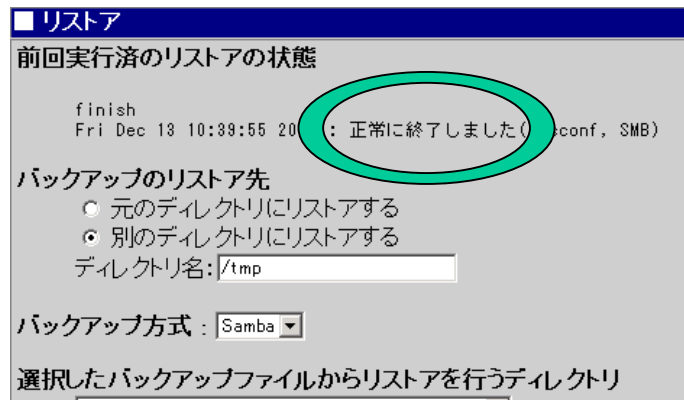 ■ リストア
前回実行済のリストアの状態
finish
Fri Dec 13 10:39:55 20 : 正常に終了しました( sconf, SMB)
バックアップのリストア先
元のディレクトリにリストアする
別のディレクトリにリストアする
ディレクトリ名: /tmp
バックアップ方式 : Samba
選択したバックアップファイルからリストアを行うディレクトリ